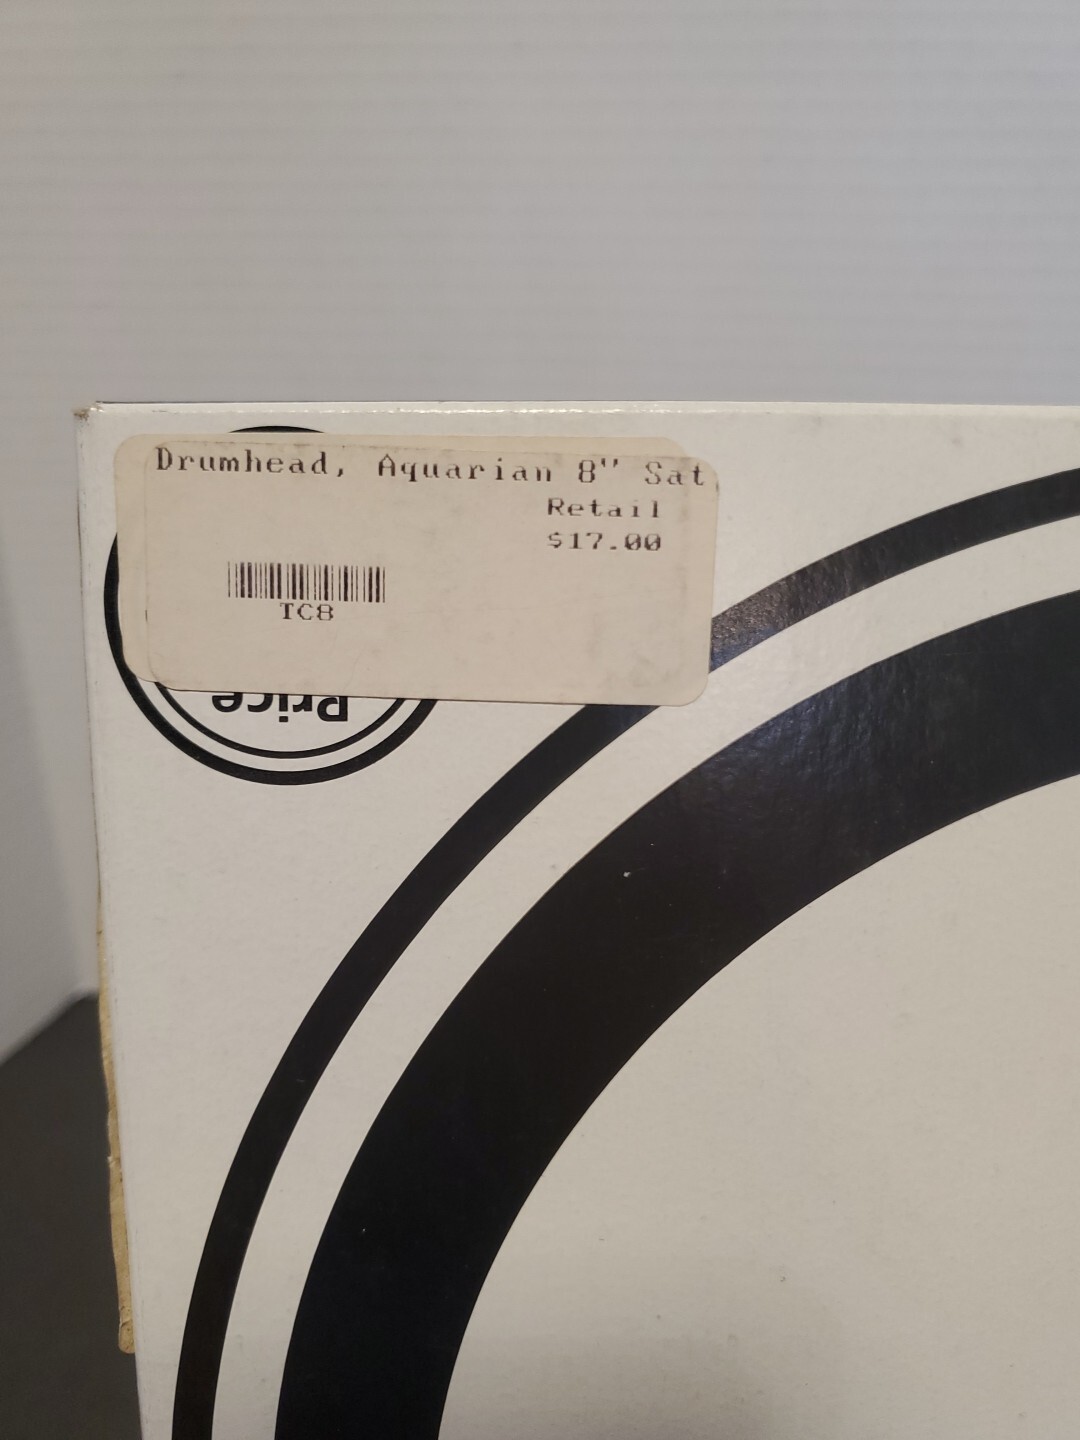 Drumhead, Aquarian 8" Sat
Retail
$17.00
TC8
Price